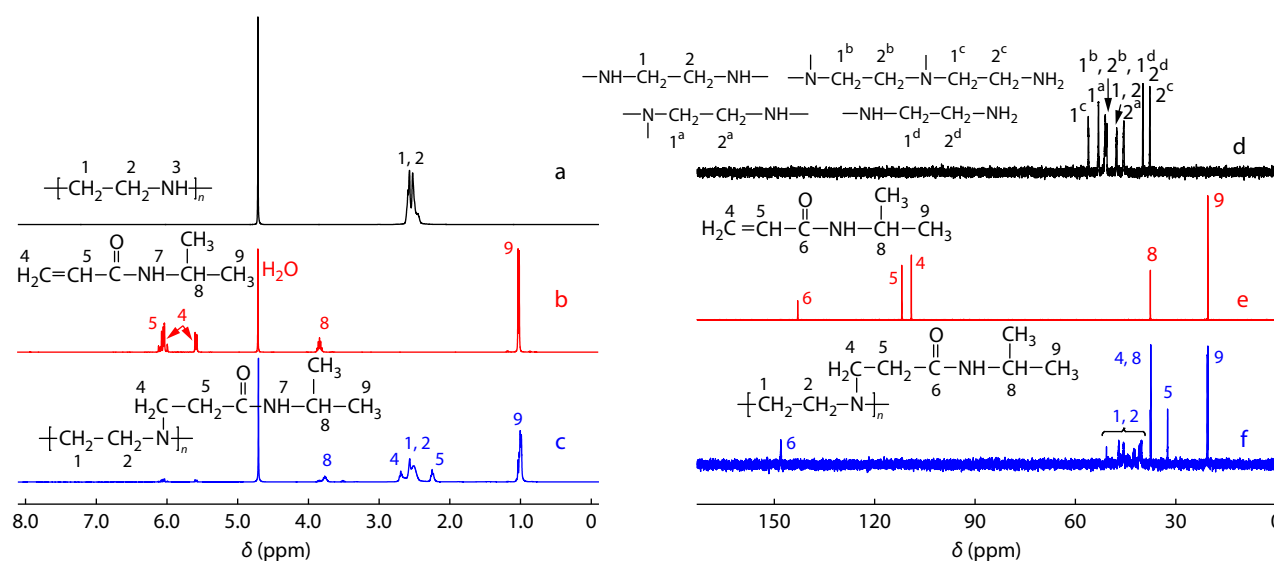 1 2 3
[CH₂−CH₂−NH]ₙ
1, 2
a
CH₃
O
4 5 7 9
H₂C=CH−C−NH−CH−CH₃
8
H₂O
5 4
8
9
b
CH₃
O
4 5 7 9
H₂C−CH₂−C−NH−CH−CH₃
6 8
1 2
[CH₂−CH₂−N]ₙ
1 2
8
4
1, 2
5
9
c
8.0 7.0 6.0 5.0 4.0 3.0 2.0 1.0 0
δ (ppm)
1 2
−NH−CH₂−CH₂−NH−
1ᵇ 2ᵇ 1ᶜ 2ᶜ
−N−CH₂−CH₂−N−CH₂−CH₂−NH₂
−N−CH₂−CH₂−NH−
1ᵃ 2ᵃ
−NH−CH₂−CH₂−NH₂
1ᵈ 2ᵈ
1ᵇ, 2ᵇ, 1ᵈ
2ᵈ
1ᶜ
1ᵃ
1, 2
2ᵃ
2ᶜ
d
CH₃
O
4 5 9
H₂C=CH−C−NH−CH−CH₃
6 8
6
5
4
8
9
e
CH₃
O
4 5 9
H₂C−CH₂−C−NH−CH−CH₃
6 8
1 2
[CH₂−CH₂−N]ₙ
6
1, 2
4, 8
5
9
f
150 120 90 60 30 0
δ (ppm)